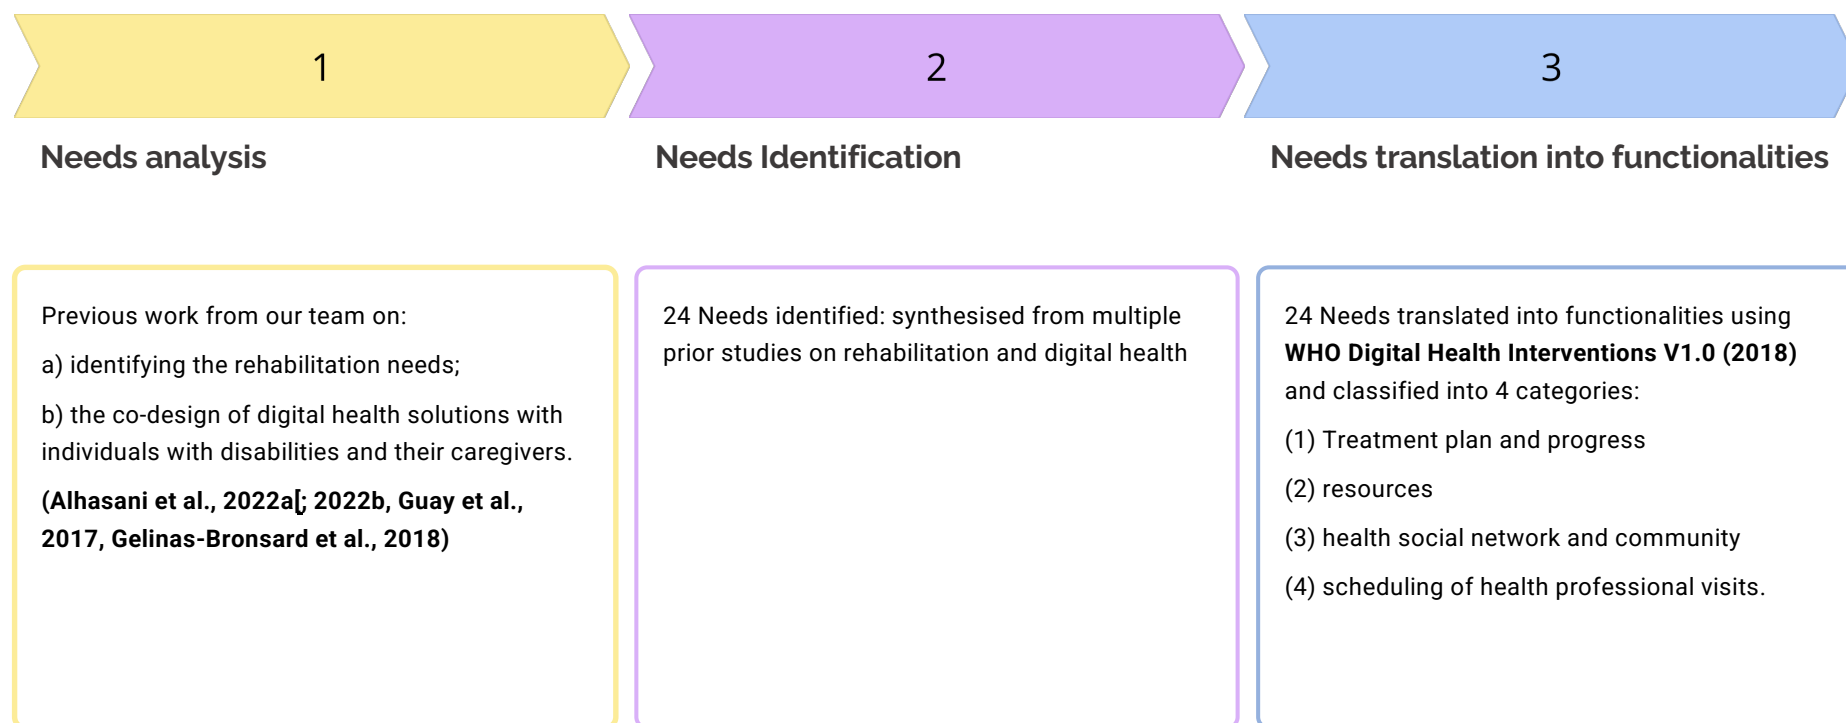 1
Needs analysis
Previous work from our team on:
a) identifying the rehabilitation needs;
b) the co-design of digital health solutions with
individuals with disabilities and their caregivers.
(Alhasani et al., 2022a[; 2022b, Guay et al.,
2017, Gelinas-Bronsard et al., 2018)
2
Needs Identification
24 Needs identified: synthesised from multiple
prior studies on rehabilitation and digital health
3
Needs translation into functionalities
24 Needs translated into functionalities using
WHO Digital Health Interventions V1.0 (2018)
and classified into 4 categories:
(1) Treatment plan and progress
(2) resources
(3) health social network and community
(4) scheduling of health professional visits.